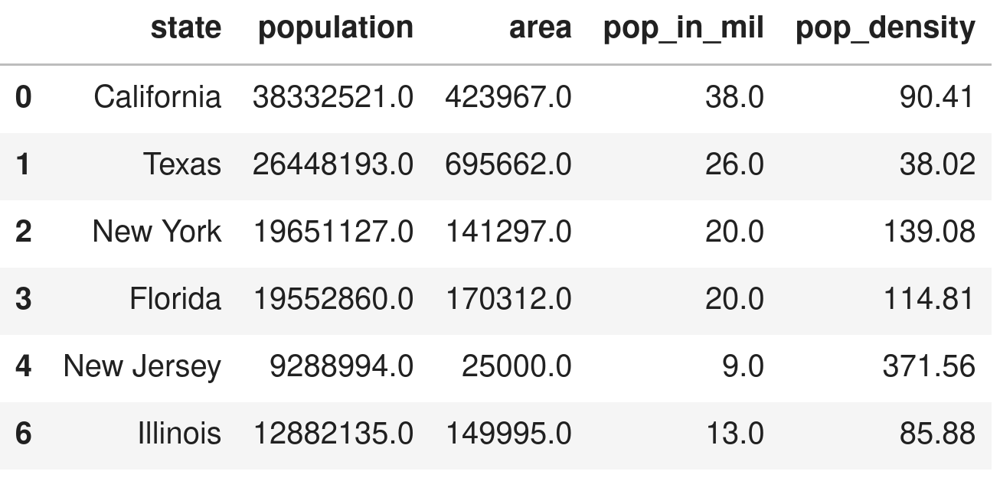 state population area pop_in_mil pop_density
0 California 38332521.0 423967.0 38.0 90.41
1 Texas 26448193.0 695662.0 26.0 38.02
2 New York 19651127.0 141297.0 20.0 139.08
3 Florida 19552860.0 170312.0 20.0 114.81
4 New Jersey 9288994.0 25000.0 9.0 371.56
6 Illinois 12882135.0 149995.0 13.0 85.88